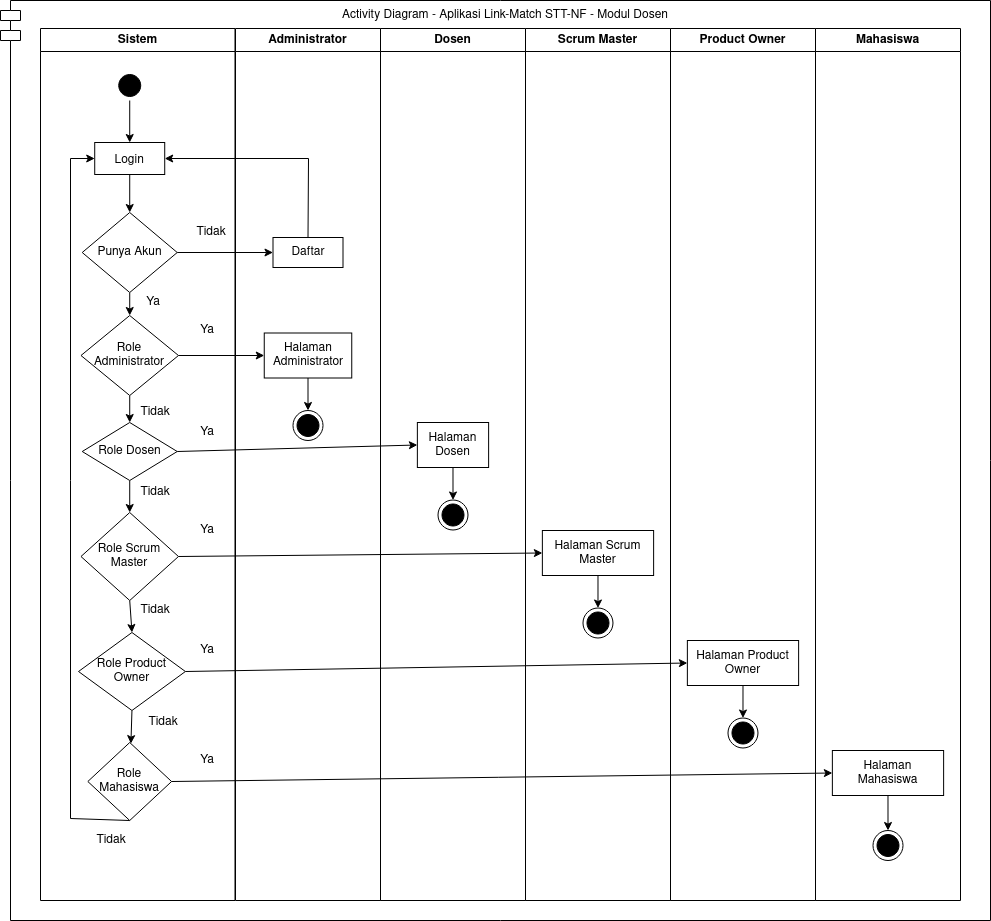 Activity Diagram - Aplikasi Link-Match STT-NF - Modul Dosen
Sistem
Administrator
Dosen
Scrum Master
Product Owner
Mahasiswa
Login
Tidak
Punya Akun
Daftar
Ya
Ya
Role
Administrator
Halaman
Administrator
Tidak
Ya
Role Dosen
Halaman
Dosen
Tidak
Ya
Role Scrum
Master
Halaman Scrum
Master
Tidak
Ya
Role Product
Owner
Halaman Product
Owner
Tidak
Ya
Role
Mahasiswa
Halaman
Mahasiswa
Tidak